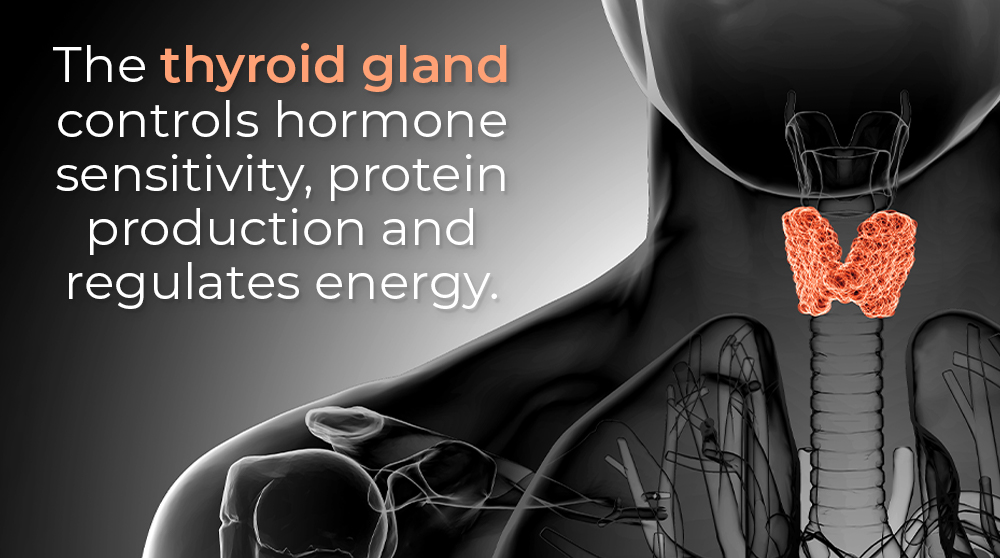 The thyroid gland
controls hormone
sensitivity, protein
production and
regulates energy.